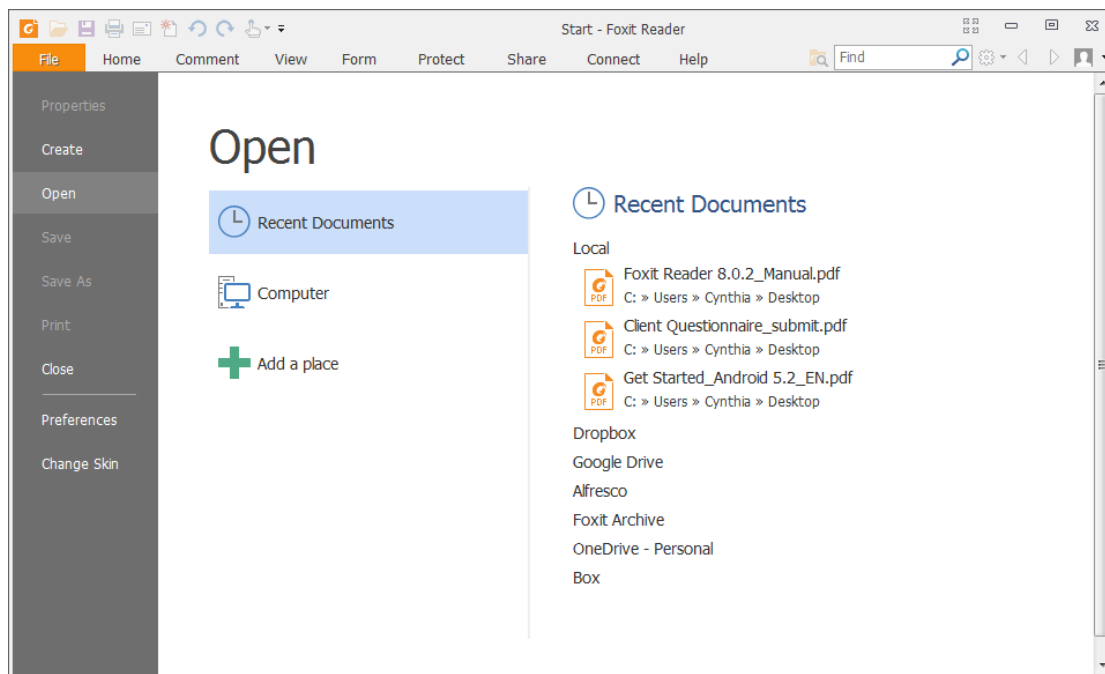 Start - Foxit Reader
File Home Comment View Form Protect Share Connect Help Find
Properties
Create
Open
Save
Save As
Print
Close
Preferences
Change Skin
Open
Recent Documents
Computer
Add a place
Recent Documents
Local
Foxit Reader 8.0.2_Manual.pdf
C: » Users » Cynthia » Desktop
Client Questionnaire_submit.pdf
C: » Users » Cynthia » Desktop
Get Started_Android 5.2_EN.pdf
C: » Users » Cynthia » Desktop
PDF
PDF
PDF
Dropbox
Google Drive
Alfresco
Foxit Archive
OneDrive - Personal
Box